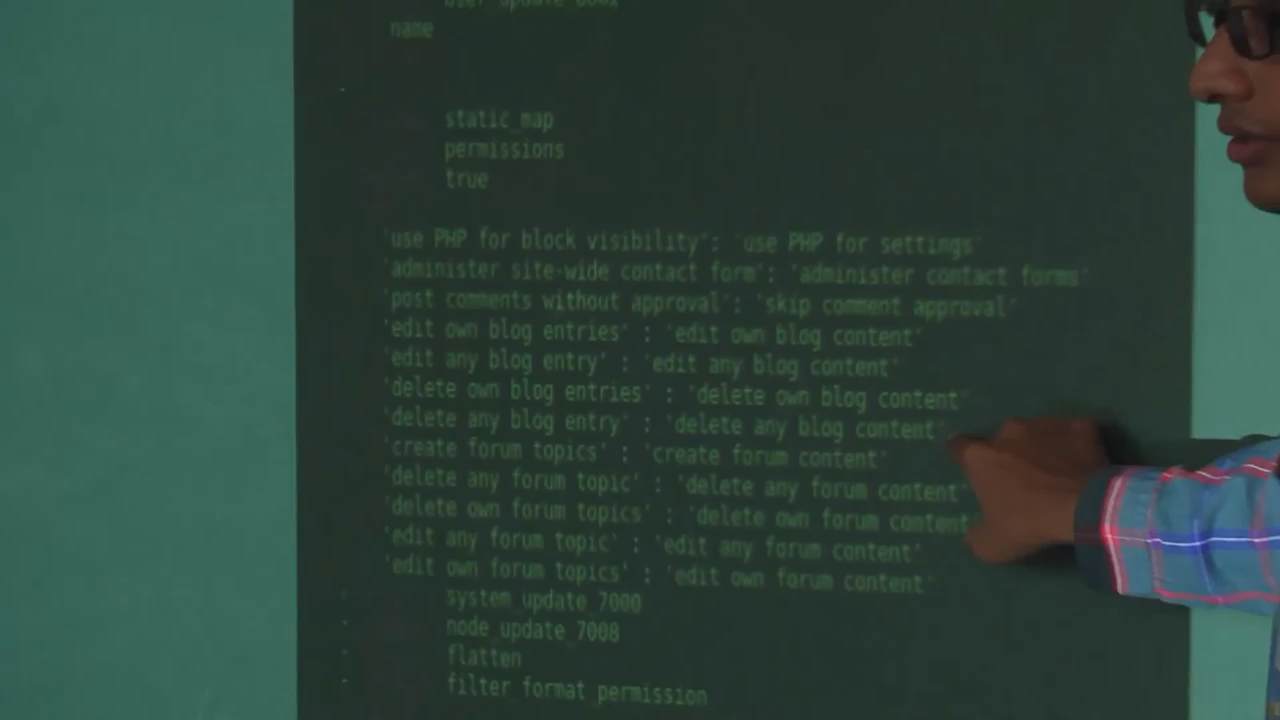 user_update_8002
name
static_map
permissions
true
'use PHP for block visibility': 'use PHP for settings'
'administer site-wide contact form': 'administer contact forms'
'post comments without approval': 'skip comment approval'
'edit own blog entries' : 'edit own blog content'
'edit any blog entry' : 'edit any blog content'
'delete own blog entries' : 'delete own blog content'
'delete any blog entry' : 'delete any blog content'
'create forum topics' : 'create forum content'
'delete any forum topic' : 'delete any forum content'
'delete own forum topics' : 'delete own forum content
'edit any forum topic' : 'edit any forum content'
'edit own forum topics' : 'edit own forum content'
system_update_7000
node_update_7008
flatten
filter_format_permission